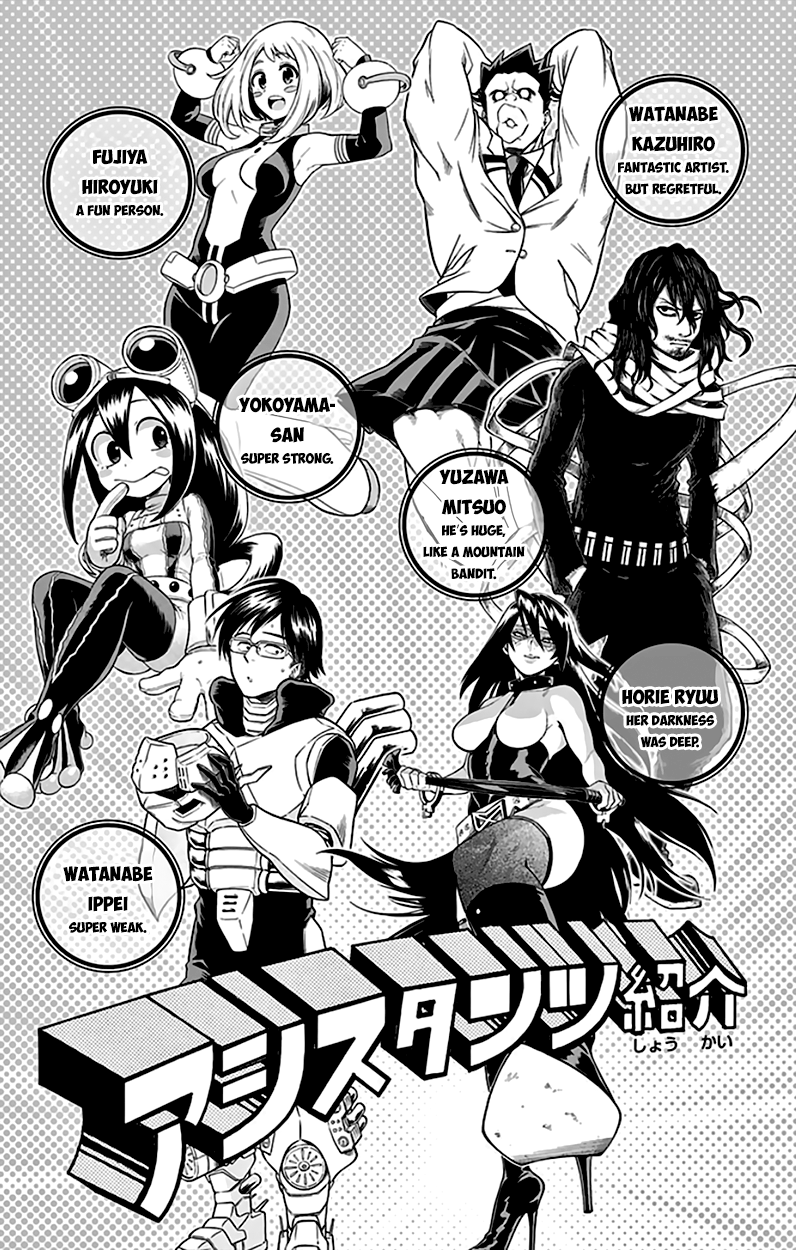 FUJIYA
HIROYUKI
A FUN PERSON.
WATANABE
KAZUHIRO
FANTASTIC ARTIST.
BUT REGRETFUL.
YOKOYAMA-
SAN
SUPER STRONG.
YUZAWA
MITSUO
HE'S HUGE,
LIKE A MOUNTAIN
BANDIT.
HORIE RYUU
HER DARKNESS
WAS DEEP.
WATANABE
IPPEI
SUPER WEAK.
アシスタンツ紹介
しょう かい